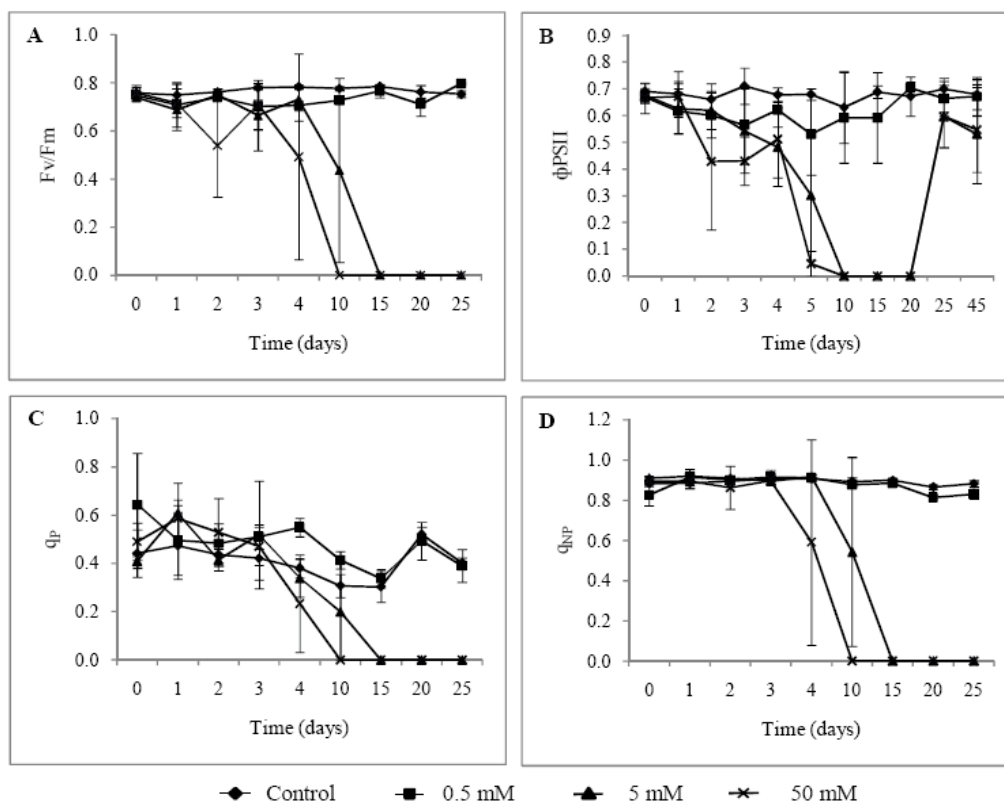 A
Fv/Fm
1.0
0.8
0.6
0.4
0.2
0.0
0 1 2 3 4 10 15 20 25
Time (days)
B
ϕPSII
0.9
0.8
0.7
0.6
0.5
0.4
0.3
0.2
0.1
0.0
0 1 2 3 4 5 10 15 20 25 45
Time (days)
C
qP
1.0
0.8
0.6
0.4
0.2
0.0
0 1 2 3 4 10 15 20 25
Time (days)
D
qNP
1.2
1.0
0.8
0.6
0.4
0.2
0.0
0 1 2 3 4 10 15 20 25
Time (days)
Control 0.5 mM 5 mM 50 mM